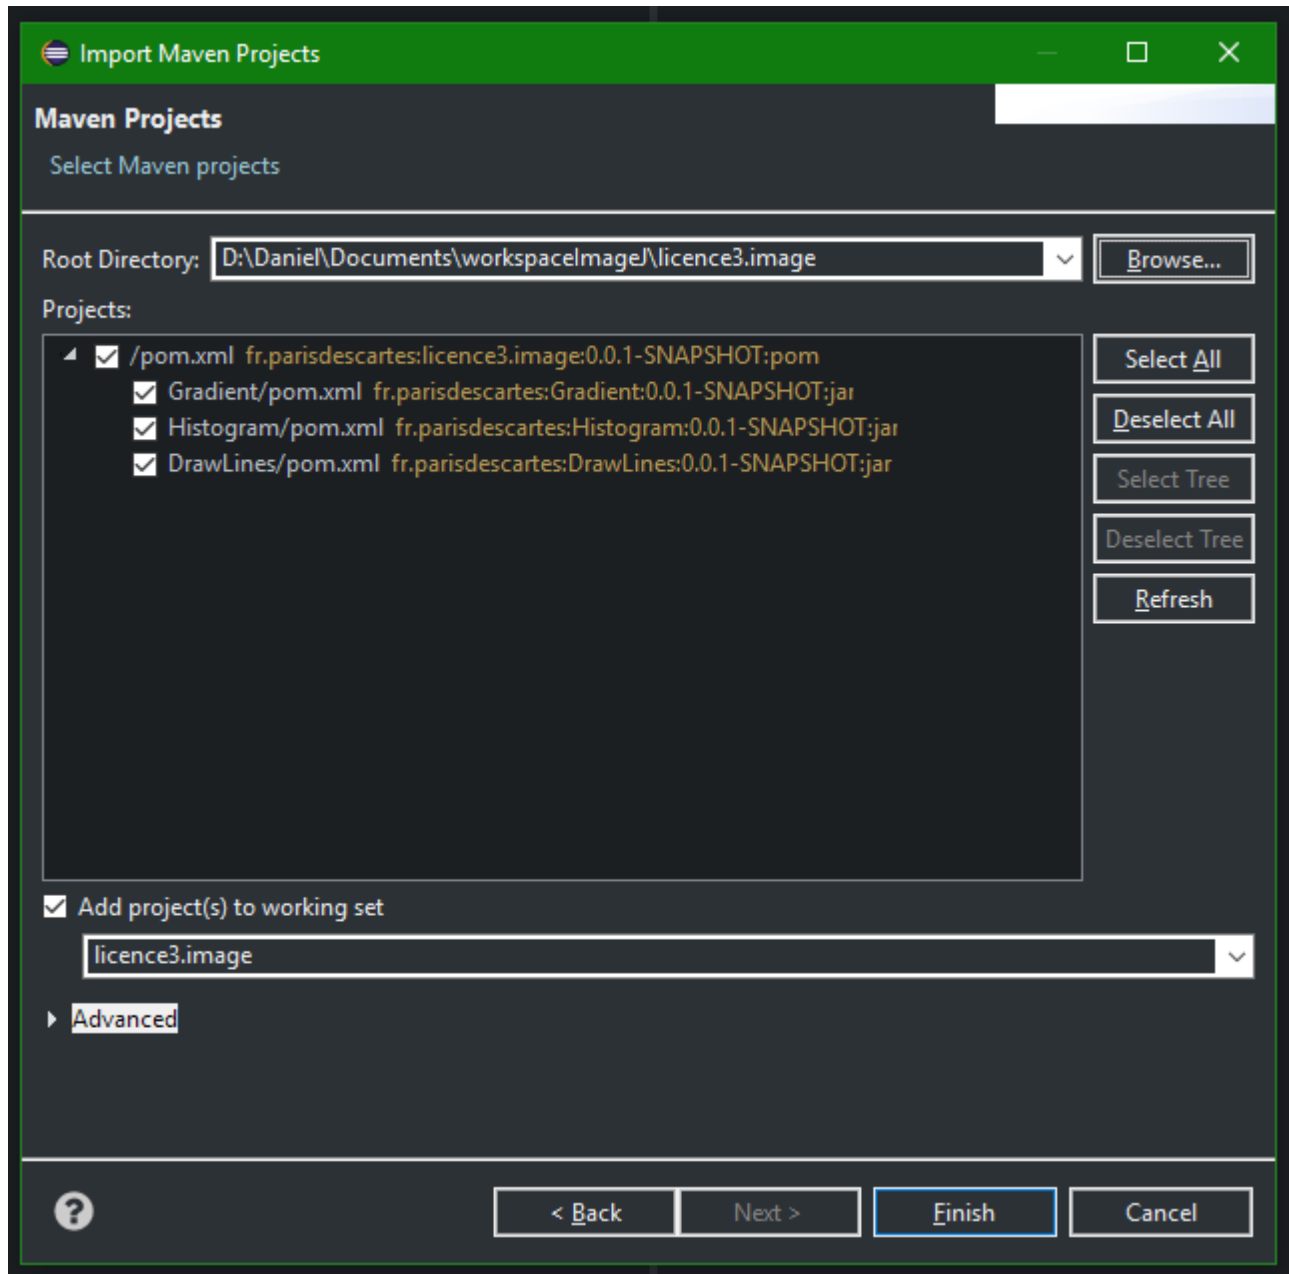 Import Maven Projects
Maven Projects
Select Maven projects
Root Directory: D:\Daniel\Documents\workspaceImageJ\licence3.image Browse...
Projects:
/pom.xml fr.parisdescartes:licence3.image:0.0.1-SNAPSHOT:pom
Gradient/pom.xml fr.parisdescartes:Gradient:0.0.1-SNAPSHOT:jar
Histogram/pom.xml fr.parisdescartes:Histogram:0.0.1-SNAPSHOT:jar
DrawLines/pom.xml fr.parisdescartes:DrawLines:0.0.1-SNAPSHOT:jar
Select All
Deselect All
Select Tree
Deselect Tree
Refresh
Add project(s) to working set
licence3.image
Advanced
? < Back Next > Finish Cancel